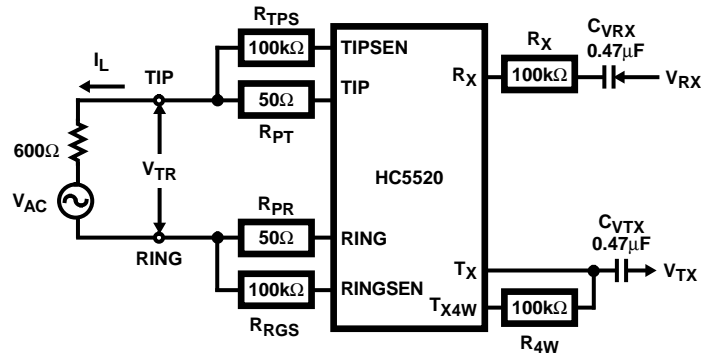 R_TPS
100kΩ
TIPSEN
I_L
TIP
50Ω
TIP
R_PT
600Ω
V_TR
V_AC
R_PR
50Ω
RING
RING
100kΩ
RINGSEN
R_RGS
HC5520
R_X
R_X
100kΩ
C_VRX
0.47μF
V_RX
C_VTX
0.47μF
T_X
V_TX
T_X4W
100kΩ
R_4W